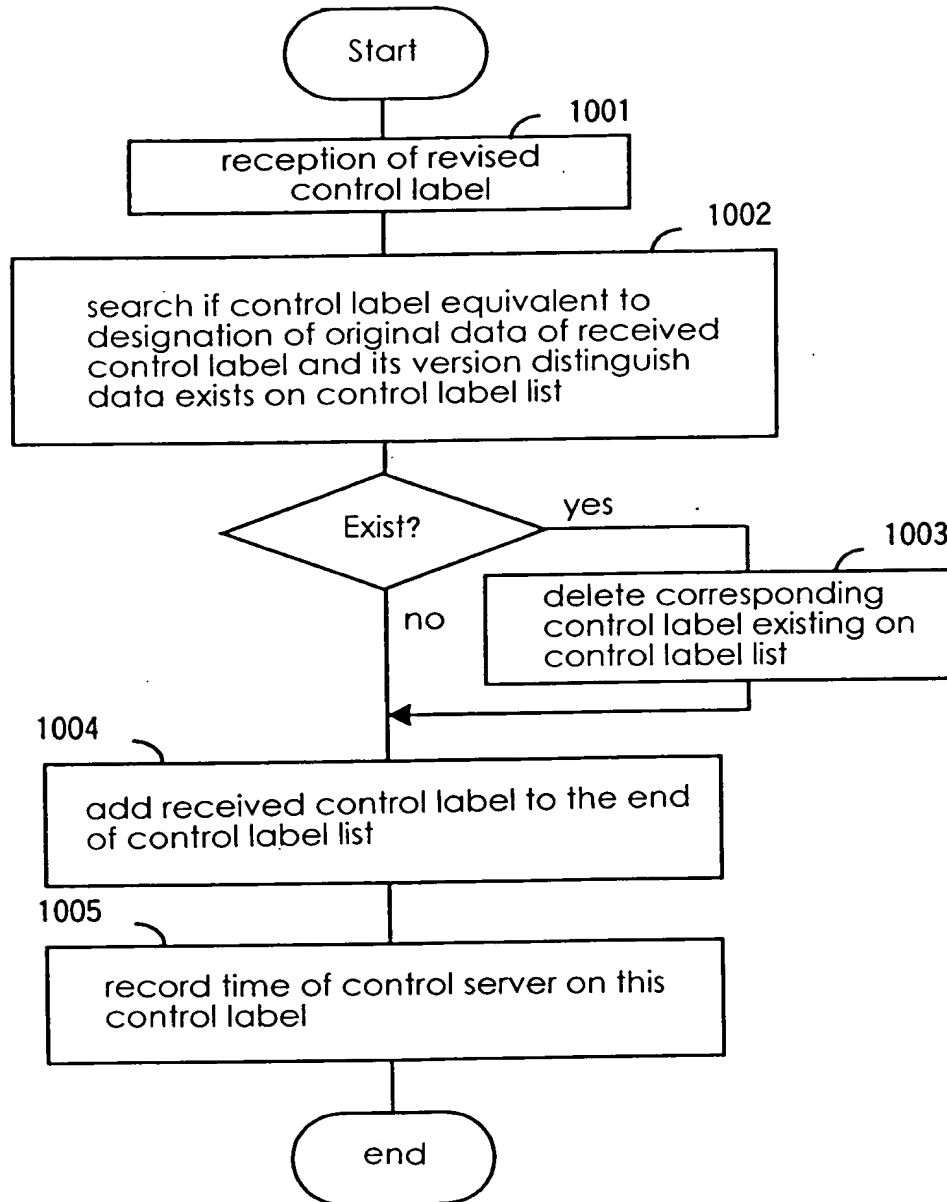 Start
1001
reception of revised
control label
1002
search if control label equivalent to
designation of original data of received
control label and its version distinguish
data exists on control label list
Exist?
yes
1003
delete corresponding
control label existing on
control label list
no
1004
add received control label to the end
of control label list
1005
record time of control server on this
control label
end